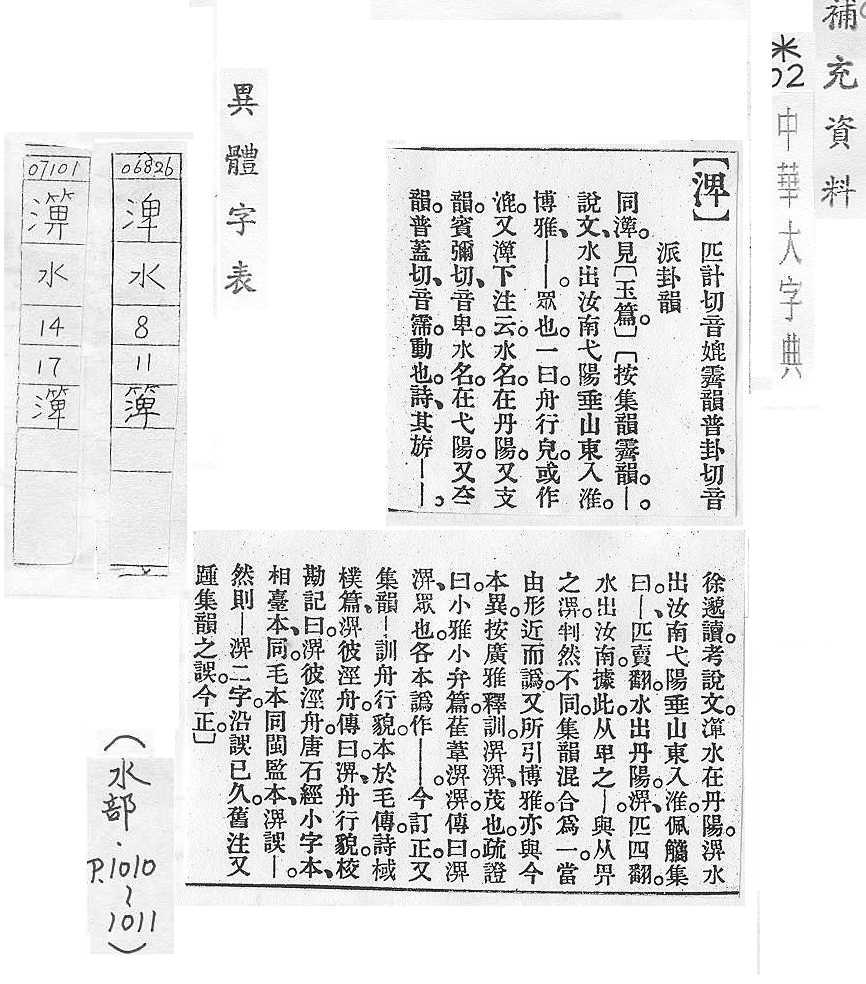 補充資料
*02 中華大字典
【淠】
匹計切音媲霽韻普卦切音
派卦韻
同渒。見〔玉篇〕。〔按集韻霽韻。—。
說文、水出汝南弋陽垂山東入淮。
博雅、——。眾也。一曰。舟行皃。或作
㴫。又渒下注云。水名。在丹陽。又支
韻。賓彌切、音卑。水名。在弋陽。又夳
韻。普蓋切、音霈。動也。詩、其旂——。
徐邈讀。考說文。渒水在丹陽。淠水
出汝南弋陽垂山東入淮。佩觿集
曰。—、匹賣翻。水出丹陽。淠、匹四翻。
水出汝南。據此从𤰞之—。與从畀
之淠。判然不同。集韻混合爲一。當
由形近而譌。又所引博雅。亦與今
本異。按廣雅釋訓。淠淠、茂也。疏證
曰。小雅小弁篇。萑葦淠淠。傳曰。淠
淠、眾也。各本譌作——。今訂正。又
集韻—訓舟行貌。本於毛傳。詩棫
樸篇、淠彼涇舟。傳曰。淠、舟行貌。校
勘記曰。淠彼涇舟。唐石經小字本、
相臺本、同。毛本同。閩監本、淠誤—。
然則—淠二字。沿誤已久。舊注又
踵集韻之誤。今正。〕
異體字表
06826
渒
水
8
11
07101
水
14
17
(水部.P.1010~1011)